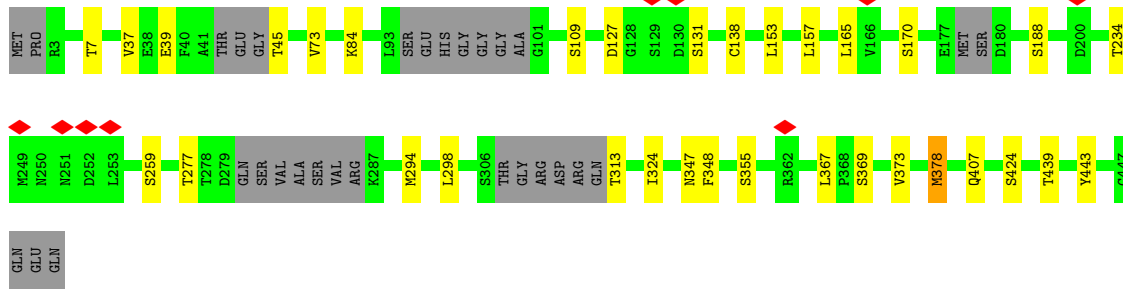 MET PRO R3 T7 V37 E38 E39 F40 A41 THR GLU GLY T45 V73 K84 L93 SER GLU HIS GLY GLY GLY ALA G101 S109 D127 G128 S129 D130 S131 C138 L153 L157 L165 V166 S170 E177 MET SER D180 S188 D200 T234
M249 N250 N251 D252 L253 S259 T277 T278 D279 GLN SER VAL ALA SER VAL ARG K287 M294 L298 S306 THR GLY ARG ASP ARG GLN T313 I324 N347 F348 S355 R362 L367 P368 S369 V373 M378 Q407 S424 T439 Y443
GLN GLU GLN